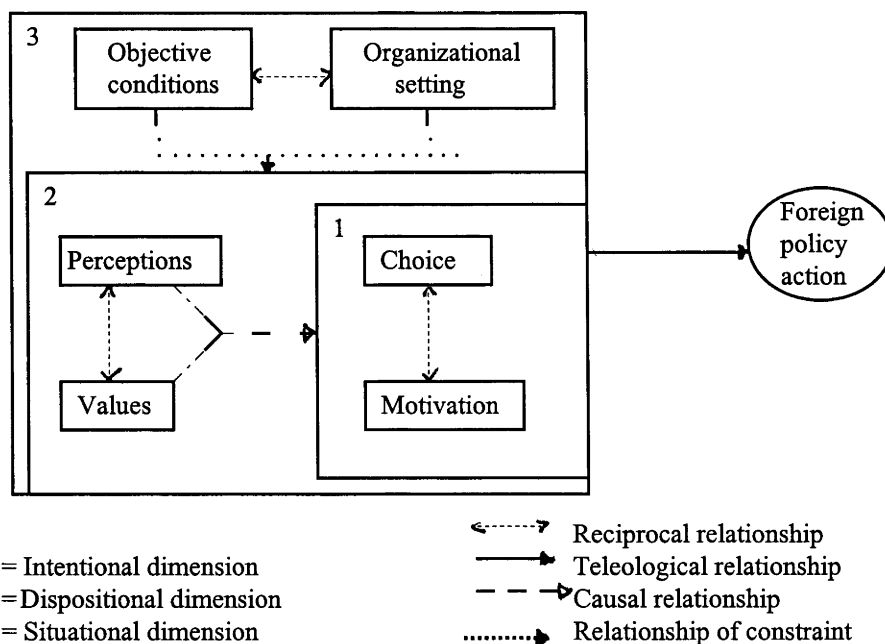 3
Objective
conditions
Organizational
setting
2
Perceptions
Values
1
Choice
Motivation
Foreign
policy
action
= Intentional dimension
=Dispositional dimension
= Situational dimension
Reciprocal relationship
Teleological relationship
Causal relationship
Relationship of constraint